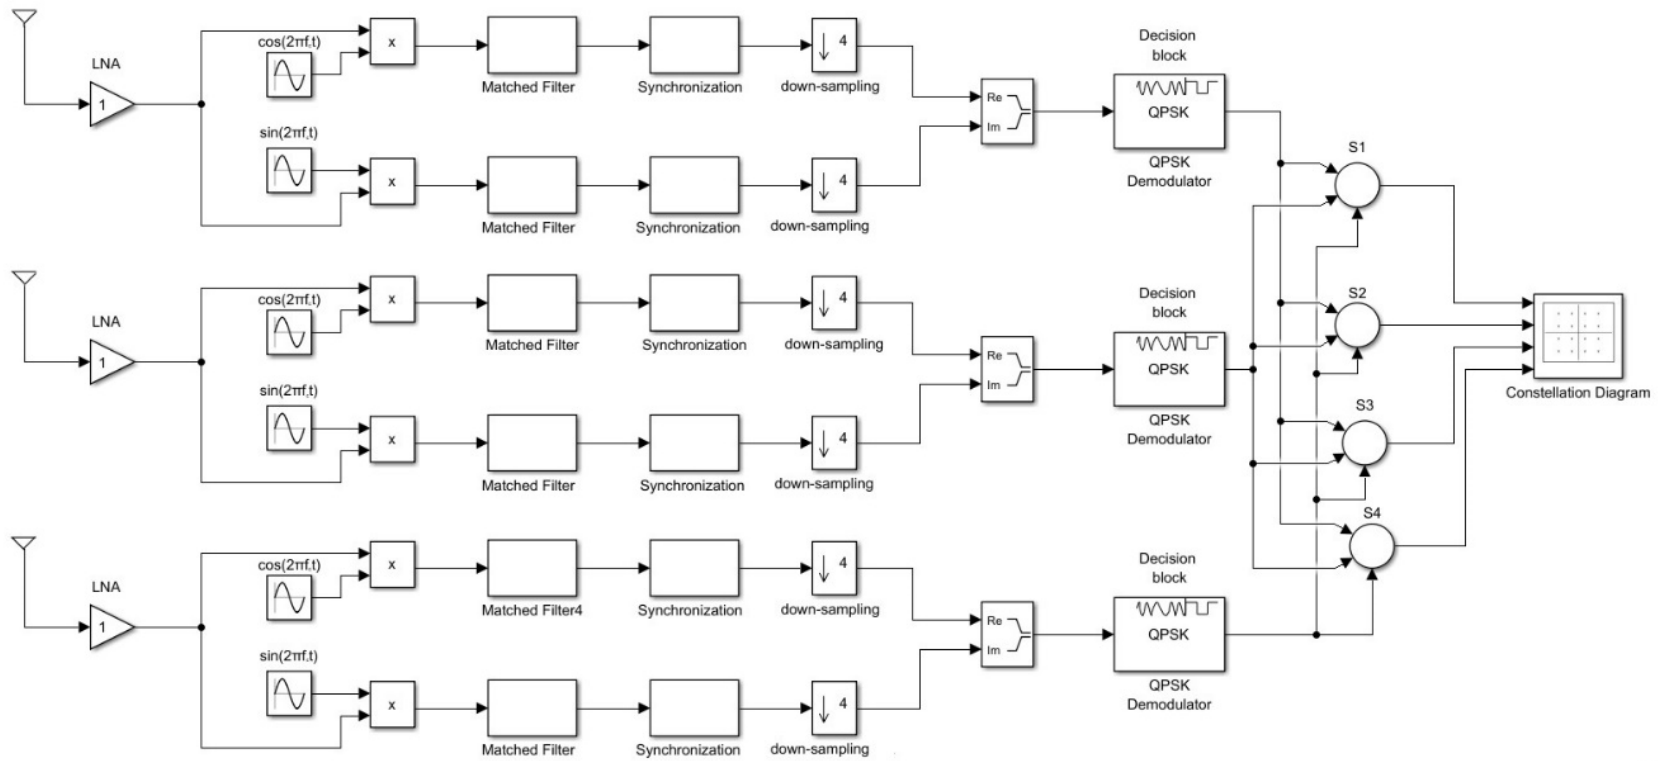 LNA
1
cos(2πf,t)
x
Matched Filter
Synchronization
4
down-sampling
sin(2πf,t)
x
Matched Filter
Synchronization
4
down-sampling
Re
Im
Decision
block
QPSK
QPSK
Demodulator
LNA
1
cos(2πf,t)
x
Matched Filter
Synchronization
4
down-sampling
sin(2πf,t)
x
Matched Filter
Synchronization
4
down-sampling
Re
Im
Decision
block
QPSK
QPSK
Demodulator
LNA
1
cos(2πf,t)
x
Matched Filter4
Synchronization
4
down-sampling
sin(2πf,t)
x
Matched Filter
Synchronization
4
down-sampling
Re
Im
Decision
block
QPSK
QPSK
Demodulator
S1
S2
S3
S4
Constellation Diagram